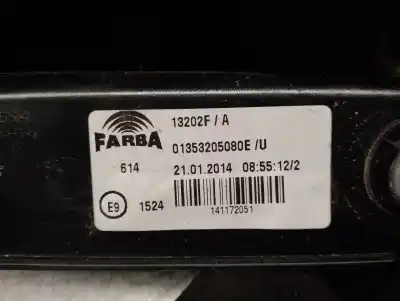 FARBA
13202F / A
01353205080E /U
614
21.01.2014 08:55:12/2
E9
1524
141172051